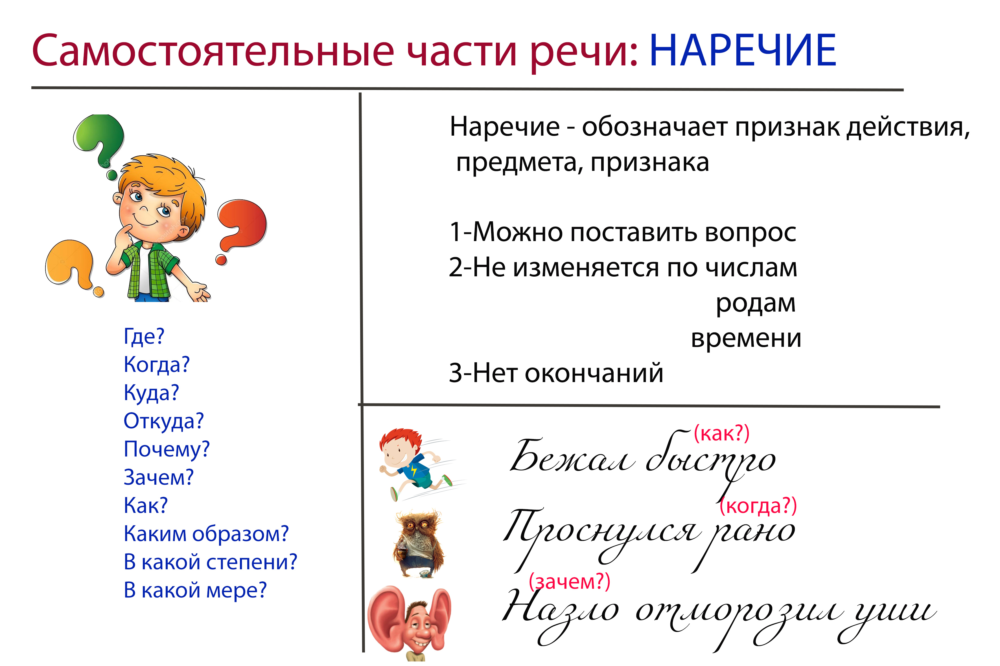 Самостоятельные части речи: НАРЕЧИЕ
Где?
Когда?
Куда?
Откуда?
Почему?
Зачем?
Как?
Каким образом?
В какой степени?
В какой мере?
Наречие - обозначает признак действия,
предмета, признака
1-Можно поставить вопрос
2-Не изменяется по числам
родам
времени
3-Нет окончаний
(как?)
Бежал быстро
(когда?)
Проснулся рано
(зачем?)
Назло отморозил уши
depositphotos